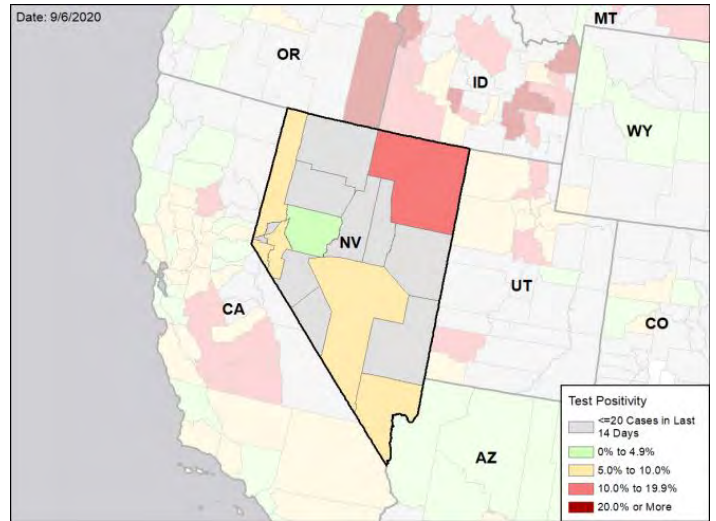 Date: 9/6/2020
MT
OR
ID
WY
NV
UT
CA
CO
AZ
Test Positivity
<=20 Cases in Last
14 Days
0% to 4.9%
5.0% to 10.0%
10.0% to 19.9%
20.0% or More